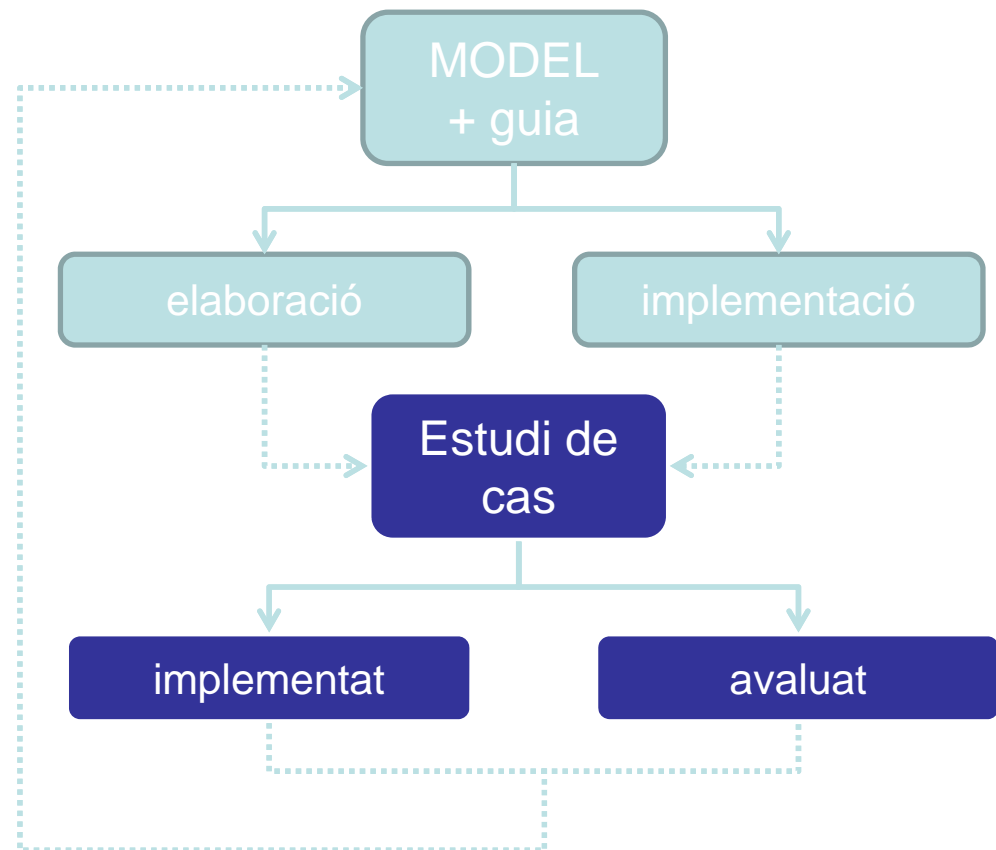 MODEL
+ guia
elaboració
implementació
Estudi de
cas
implementat
avaluat